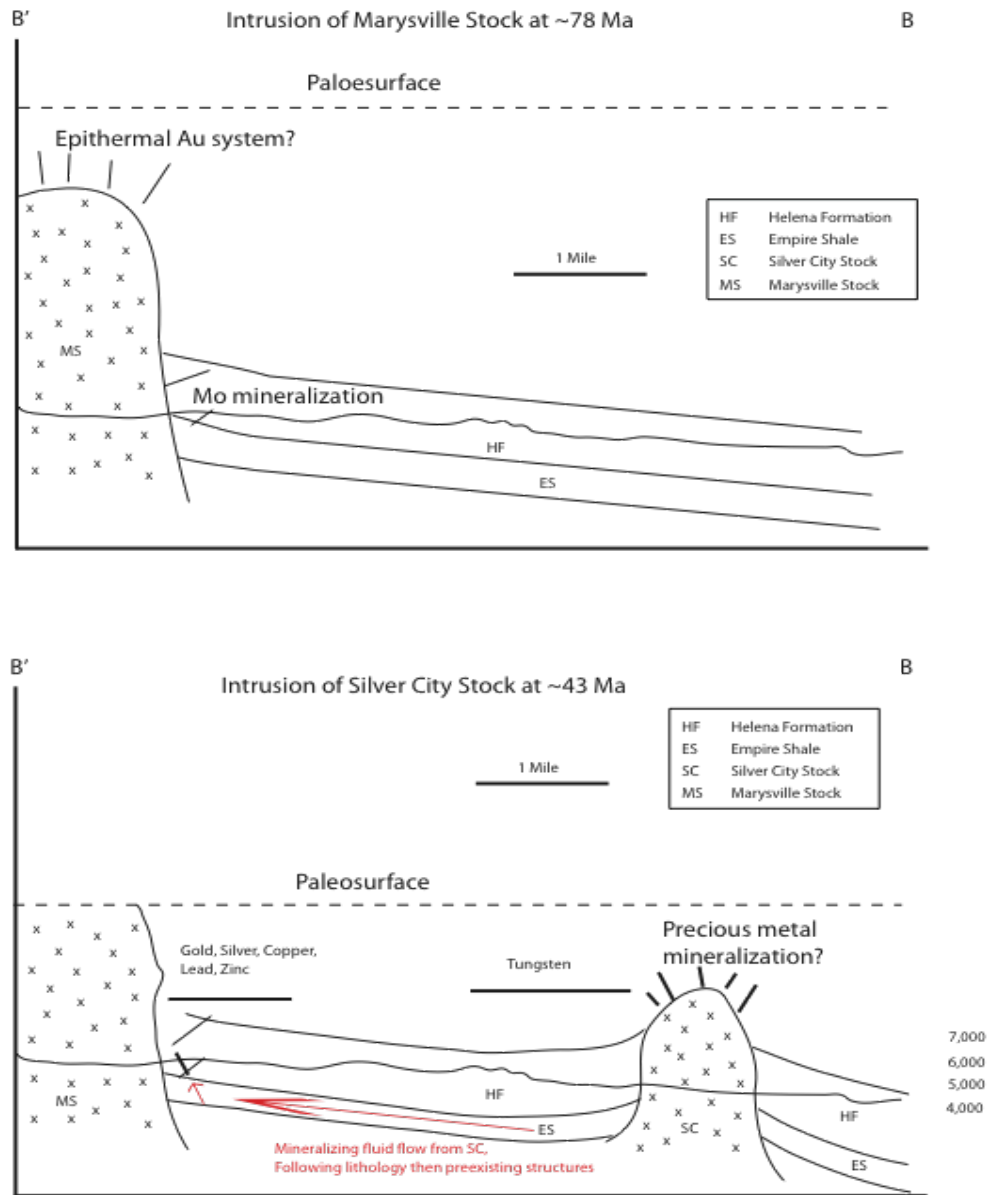 B'
Intrusion of Marysville Stock at ~78 Ma
B
Paloesurface
Epithermal Au system?
HF Helena Formation
ES Empire Shale
SC Silver City Stock
MS Marysville Stock
1 Mile
MS
Mo mineralization
HF
ES
B'
Intrusion of Silver City Stock at ~43 Ma
B
HF Helena Formation
ES Empire Shale
SC Silver City Stock
MS Marysville Stock
1 Mile
Paleosurface
Precious metal
mineralization?
Gold, Silver, Copper,
Lead, Zinc
Tungsten
7,000
6,000
5,000
4,000
MS
HF
HF
ES
SC
ES
Mineralizing fluid flow from SC,
Following lithology then preexisting structures